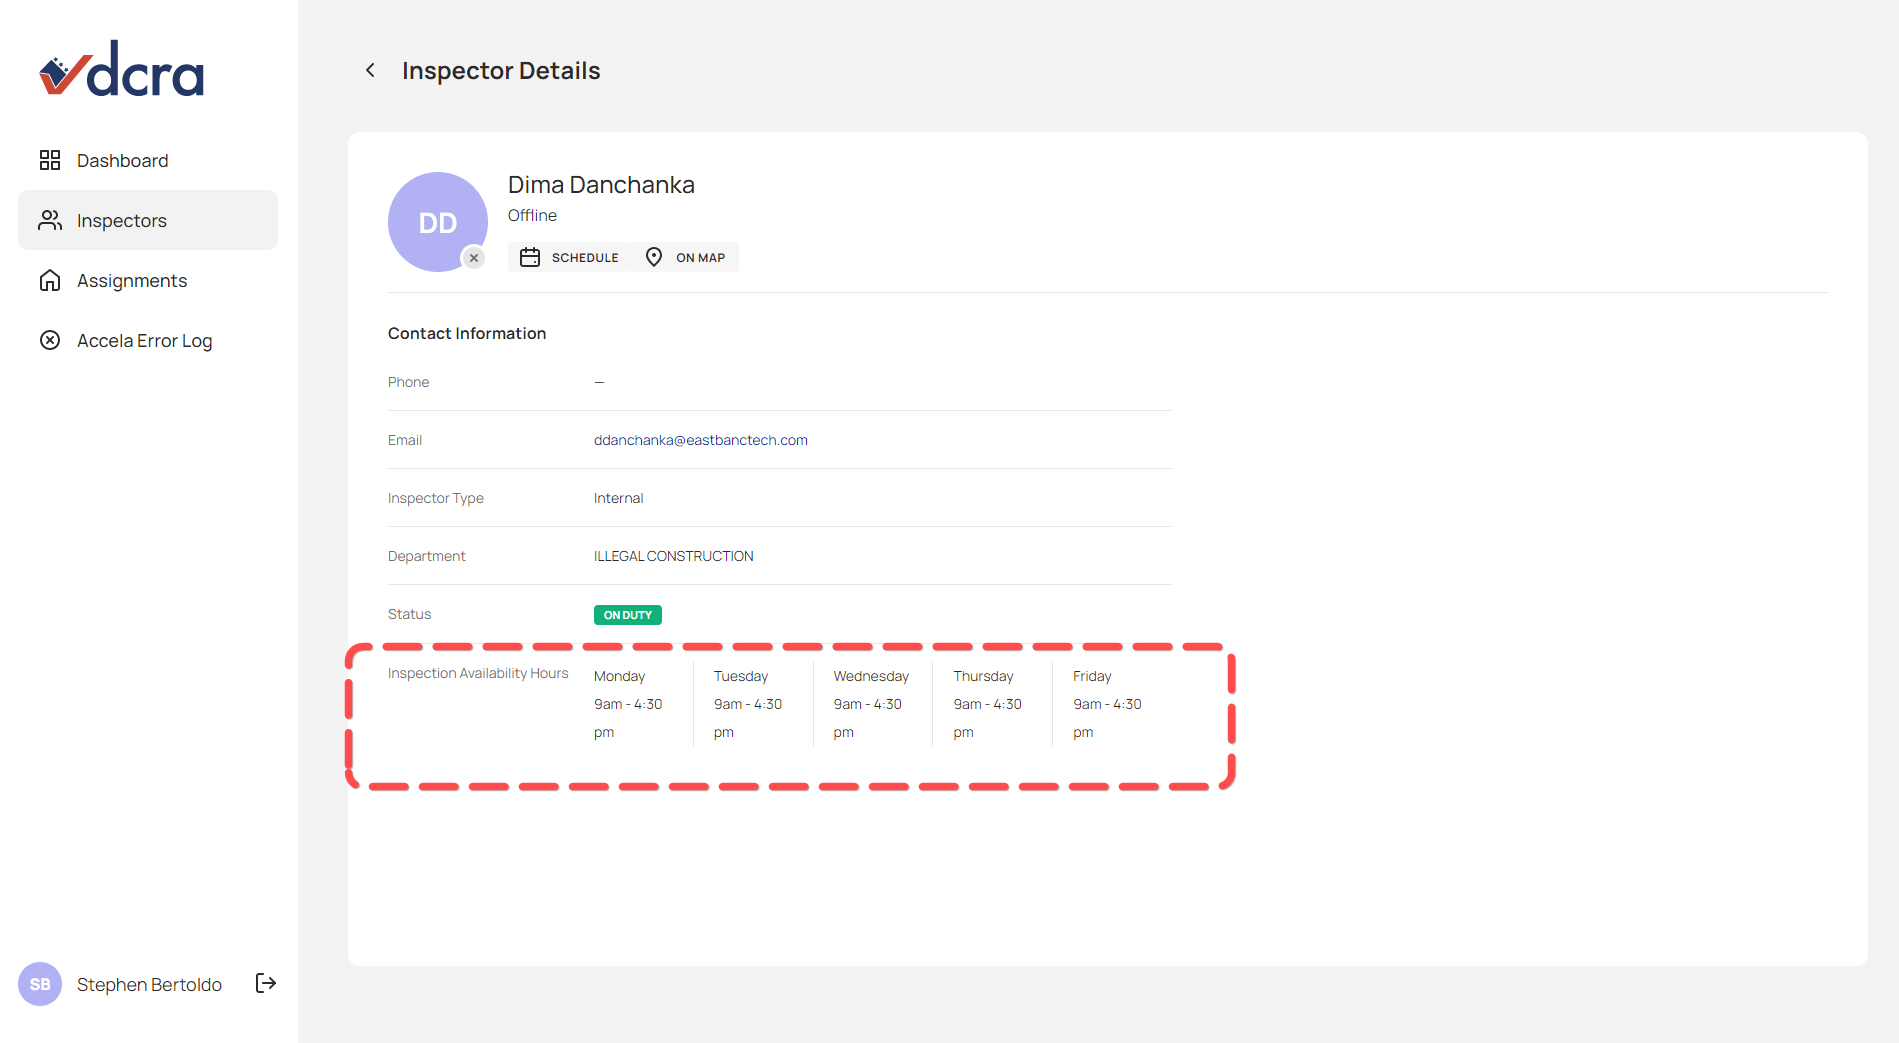 dcra
Dashboard
Inspectors
Assignments
Accela Error Log
SB
Stephen Bertoldo
Inspector Details
DD
Dima Danchanka
Offline
SCHEDULE
ON MAP
Contact Information
Phone —
Email ddanchanka@eastbanctech.com
Inspector Type Internal
Department ILLEGAL CONSTRUCTION
Status ON DUTY
Inspection Availability Hours
Monday
9am - 4:30
pm
Tuesday
9am - 4:30
pm
Wednesday
9am - 4:30
pm
Thursday
9am - 4:30
pm
Friday
9am - 4:30
pm